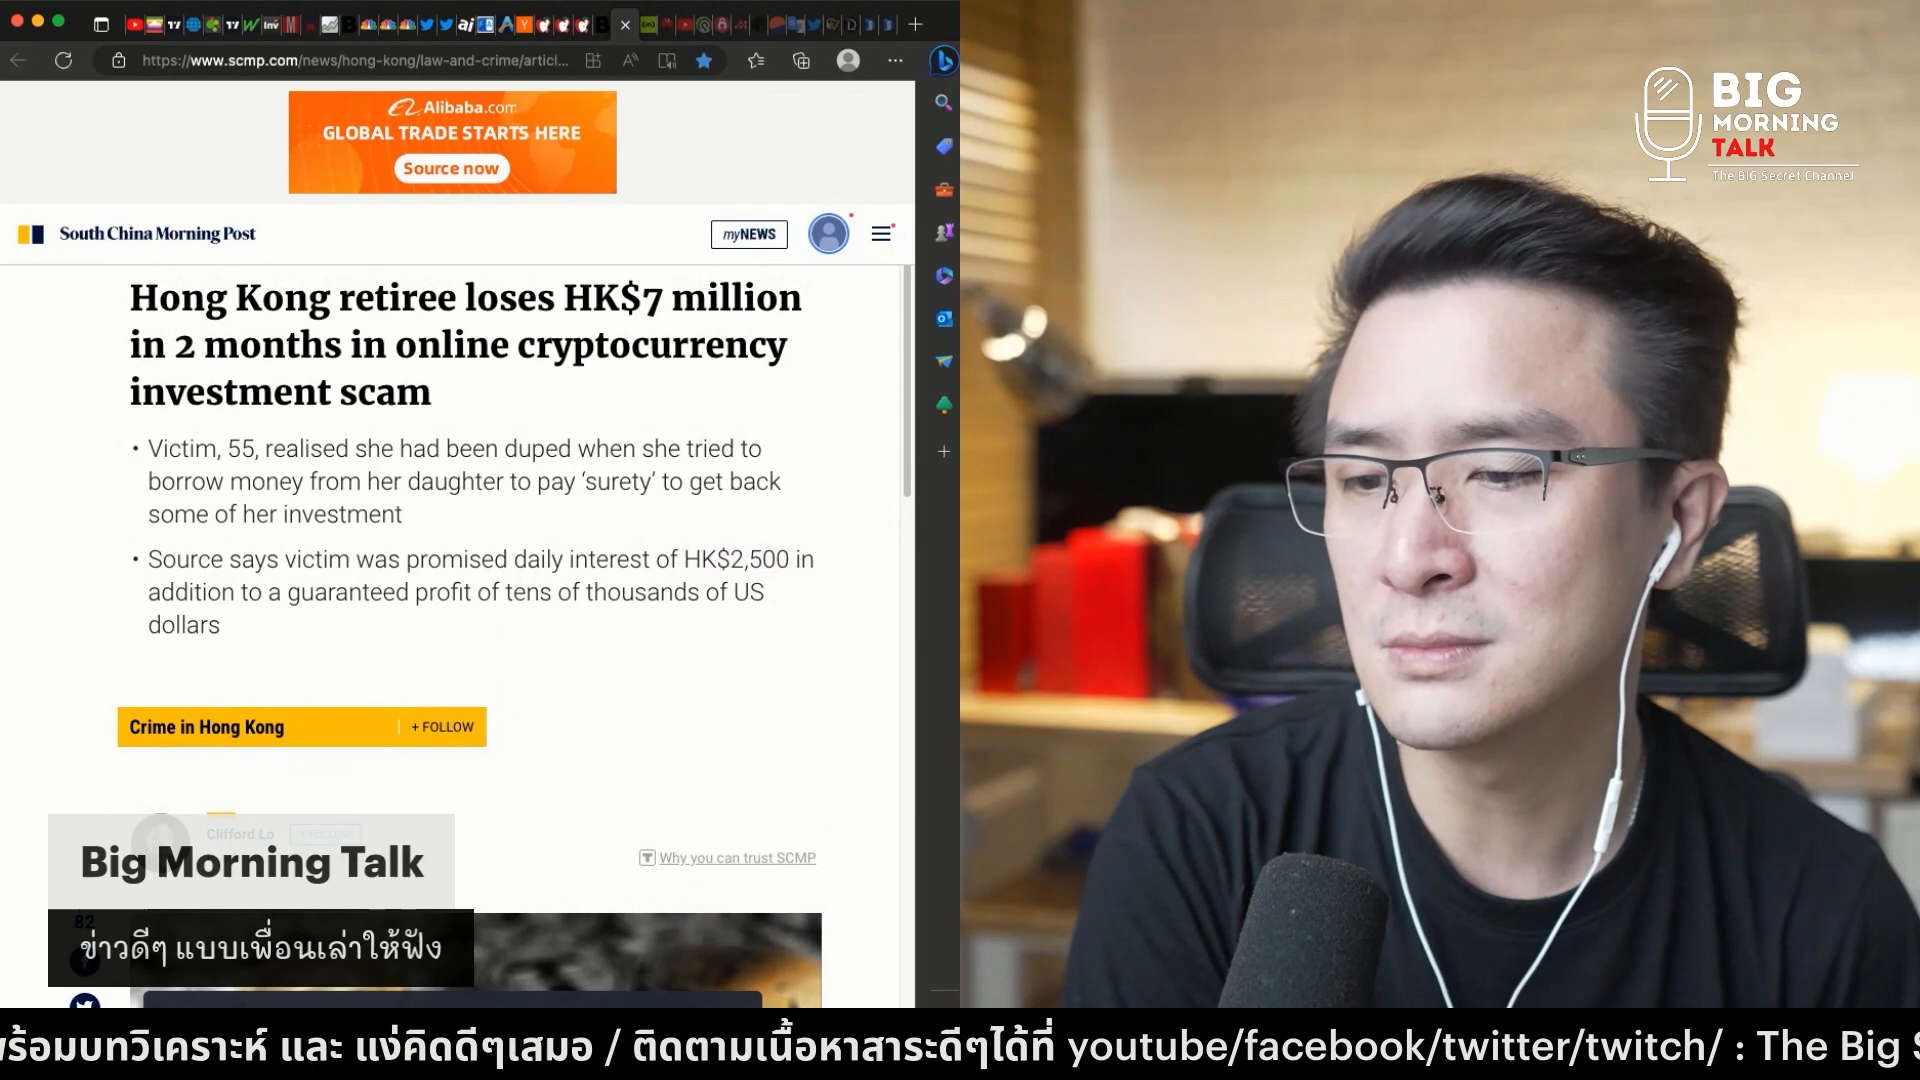 https://www.scmp.com/news/hong-kong/law-and-crime/articl...
Alibaba.com
GLOBAL TRADE STARTS HERE
Source now
South China Morning Post
myNEWS
Hong Kong retiree loses HK$7 million
in 2 months in online cryptocurrency
investment scam
• Victim, 55, realised she had been duped when she tried to
borrow money from her daughter to pay ‘surety’ to get back
some of her investment
• Source says victim was promised daily interest of HK$2,500 in
addition to a guaranteed profit of tens of thousands of US
dollars
Crime in Hong Kong
+ FOLLOW
Clifford Lo
+ FOLLOW
Why you can trust SCMP
82
Big Morning Talk
ข่าวดีๆ แบบเพื่อนเล่าให้ฟัง
BIG
MORNING
TALK
The BIG Secret Channel
พร้อมบทวิเคราะห์ และ แง่คิดดีๆเสมอ / ติดตามเนื้อหาสาระดีๆได้ที่ youtube/facebook/twitter/twitch/ : The Big